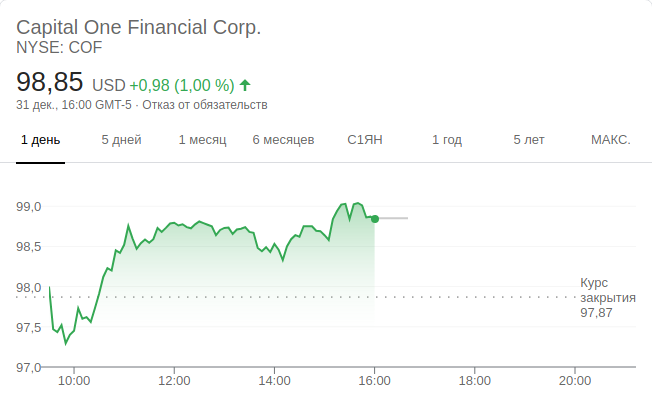 Capital One Financial Corp.
NYSE: COF
98,85 USD +0,98 (1,00 %)
31 дек., 16:00 GMT-5 · Отказ от обязательств
1 день 5 дней 1 месяц 6 месяцев С1ЯН 1 год 5 лет МАКС.
99,0
98,5
98,0
97,5
97,0
Курс
закрытия
97,87
10:00 12:00 14:00 16:00 18:00 20:00